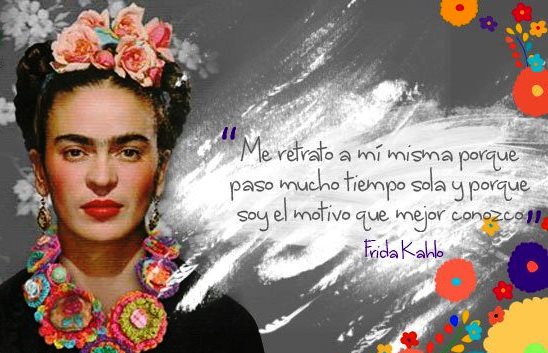 "Me retrato a mí misma porque
paso mucho tiempo sola y porque
soy el motivo que mejor conozco"
Frida Kahlo